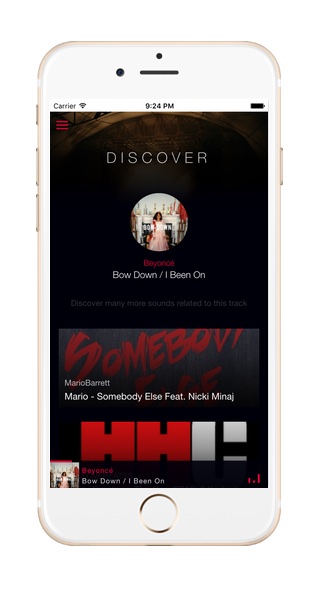 Carrier 9:24 PM
DISCOVER
BOW DOWN
Beyoncé
Bow Down / I Been On
Discover many more sounds related to this track
SOMEBODY
ELSE
MarioBarrett
Mario - Somebody Else Feat. Nicki Minaj
HH
Beyoncé
Bow Down / I Been On